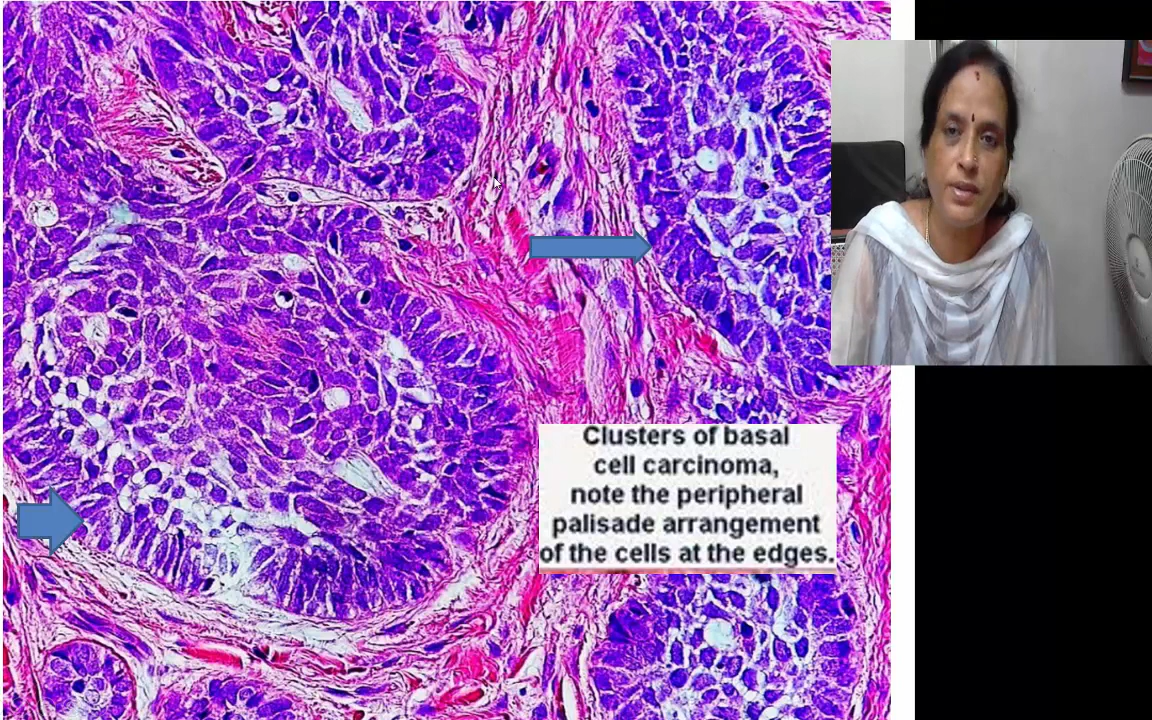 Clusters of basal
cell carcinoma,
note the peripheral
palisade arrangement
of the cells at the edges.